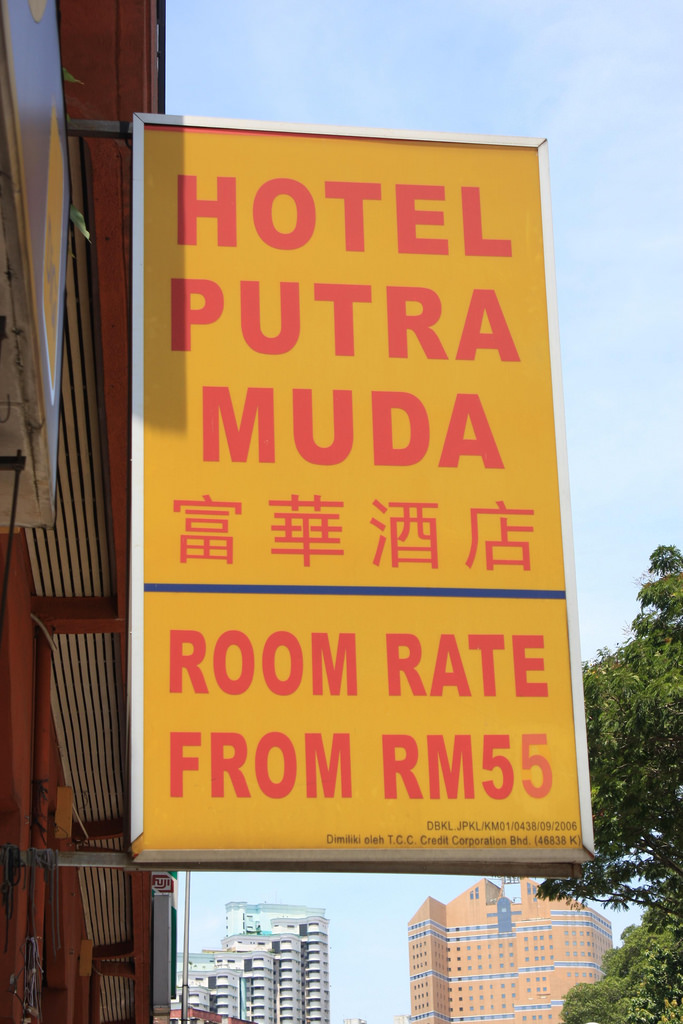 HOTEL
PUTRA
MUDA
富華酒店
ROOM RATE
FROM RM55
DBKL.JPKL/KM01/0438/09/2006
Dimiliki oleh T.C.C. Credit Corporation Bhd. (46838 K)
fuji